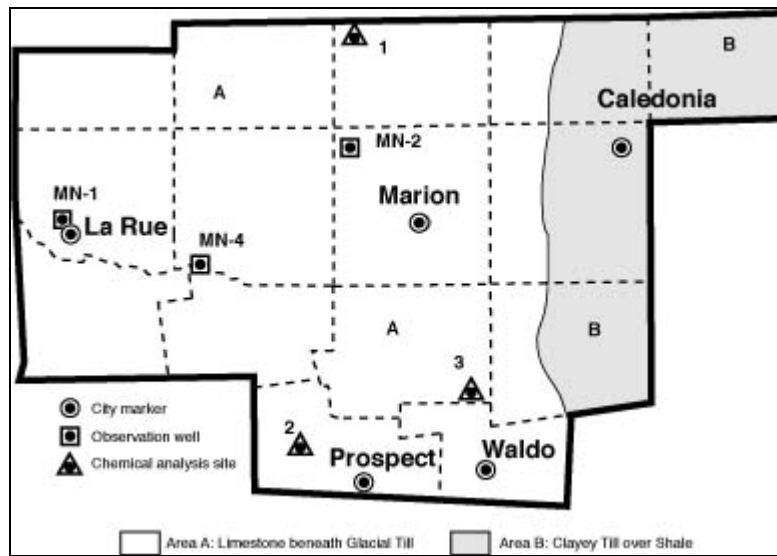 1
A
B
Caledonia
MN-2
MN-1
Marion
La Rue
MN-4
A
B
3
City marker
Observation well
2
Chemical analysis site
Prospect
Waldo
Area A: Limestone beneath Glacial Till
Area B: Clayey Till over Shale